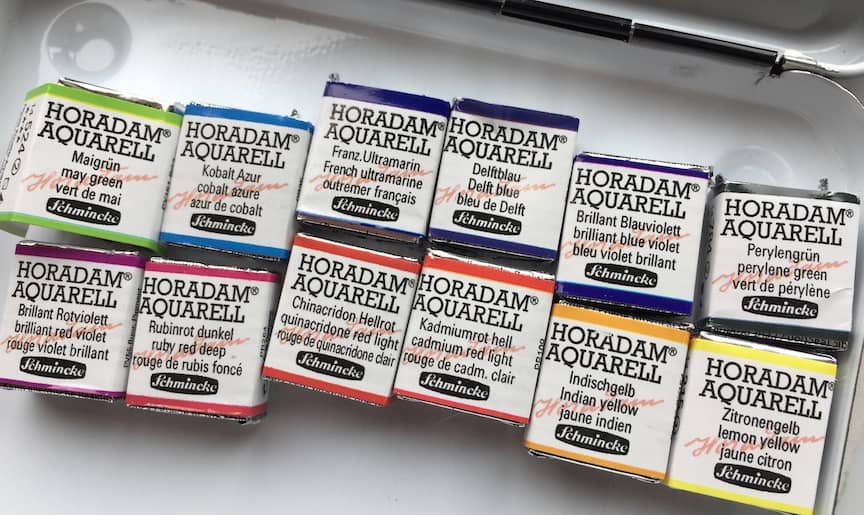 HORADAM®
AQUARELL
Maigrün
may green
vert de mai
Schmincke
HORADAM®
AQUARELL
Kobalt Azur
cobalt azure
azur de cobalt
Schmincke
HORADAM®
AQUARELL
Franz.Ultramarin
French ultramarine
outremer français
Schmincke
HORADAM®
AQUARELL
Delftblau
Delft blue
bleu de Delft
Schmincke
HORADAM®
AQUARELL
Brillant Blauviolett
brilliant blue violet
bleu violet brillant
Schmincke
HORADAM®
AQUARELL
Perylengrün
perylene green
vert de pérylène
Schmincke
HORADAM®
AQUARELL
Brillant Rotviolett
brilliant red violet
rouge violet brillant
Schmincke
HORADAM®
AQUARELL
Rubinrot dunkel
ruby red deep
rouge de rubis foncé
Schmincke
HORADAM®
AQUARELL
Chinacridon Hellrot
quinacridone red light
rouge de quinacridone clair
Schmincke
HORADAM®
AQUARELL
Kadmiumrot hell
cadmium red light
rouge de cadm. clair
Schmincke
HORADAM®
AQUARELL
Indischgelb
Indian yellow
jaune indien
Schmincke
HORADAM®
AQUARELL
Zitronengelb
lemon yellow
jaune citron
Schmincke